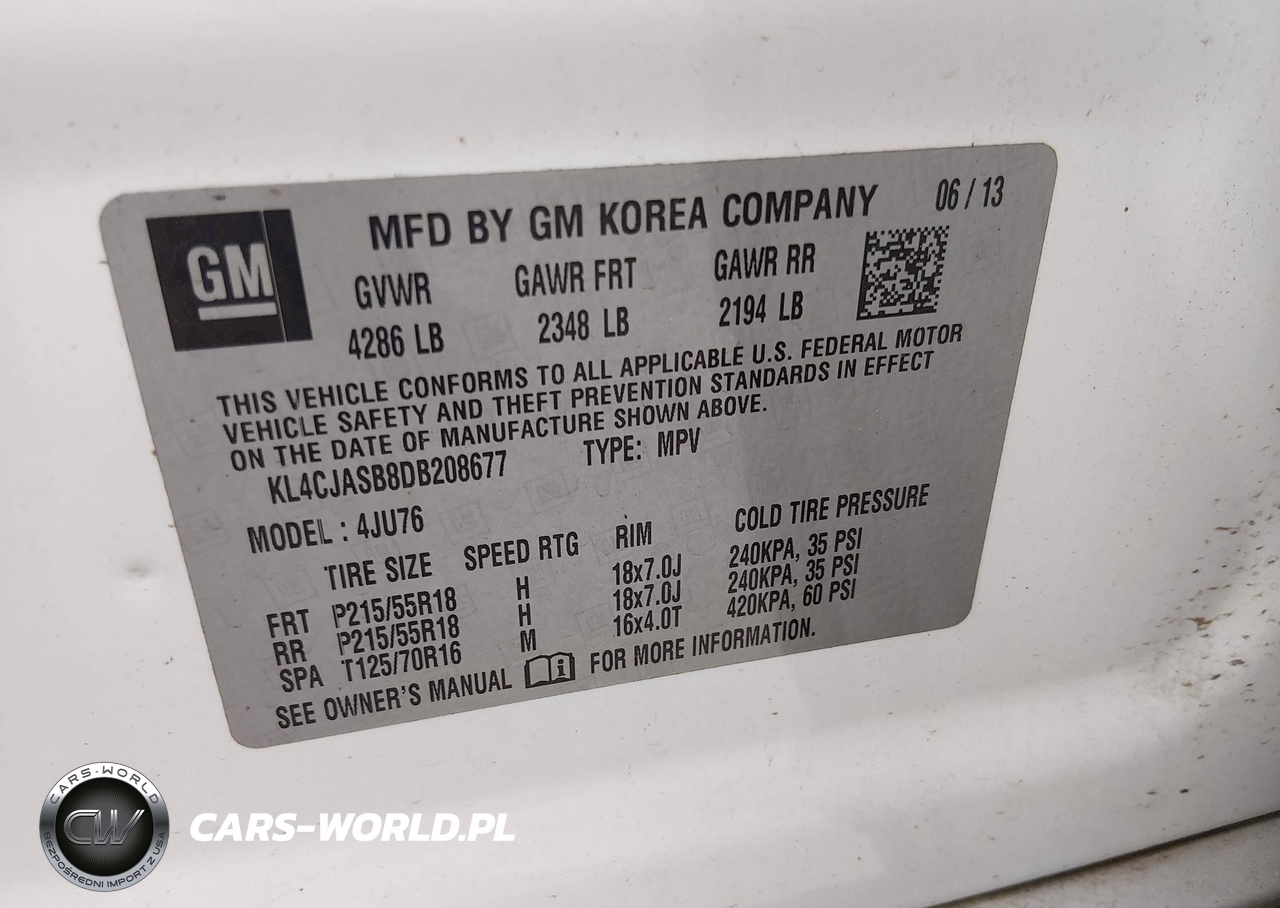 GM
MFD BY GM KOREA COMPANY 06 / 13
GVWR GAWR FRT GAWR RR
4286 LB 2348 LB 2194 LB
THIS VEHICLE CONFORMS TO ALL APPLICABLE U.S. FEDERAL MOTOR
VEHICLE SAFETY AND THEFT PREVENTION STANDARDS IN EFFECT
ON THE DATE OF MANUFACTURE SHOWN ABOVE.
KL4CJASB8DB208677 TYPE: MPV
MODEL : 4JU76
TIRE SIZE SPEED RTG RIM COLD TIRE PRESSURE
FRT P215/55R18 H 18x7.0J 240KPA, 35 PSI
RR P215/55R18 H 18x7.0J 240KPA, 35 PSI
SPA T125/70R16 M 16x4.0T 420KPA, 60 PSI
SEE OWNER'S MANUAL i FOR MORE INFORMATION.
CARS-WORLD
CW
BEZPOŚREDNI IMPORT Z USA
CARS-WORLD.PL